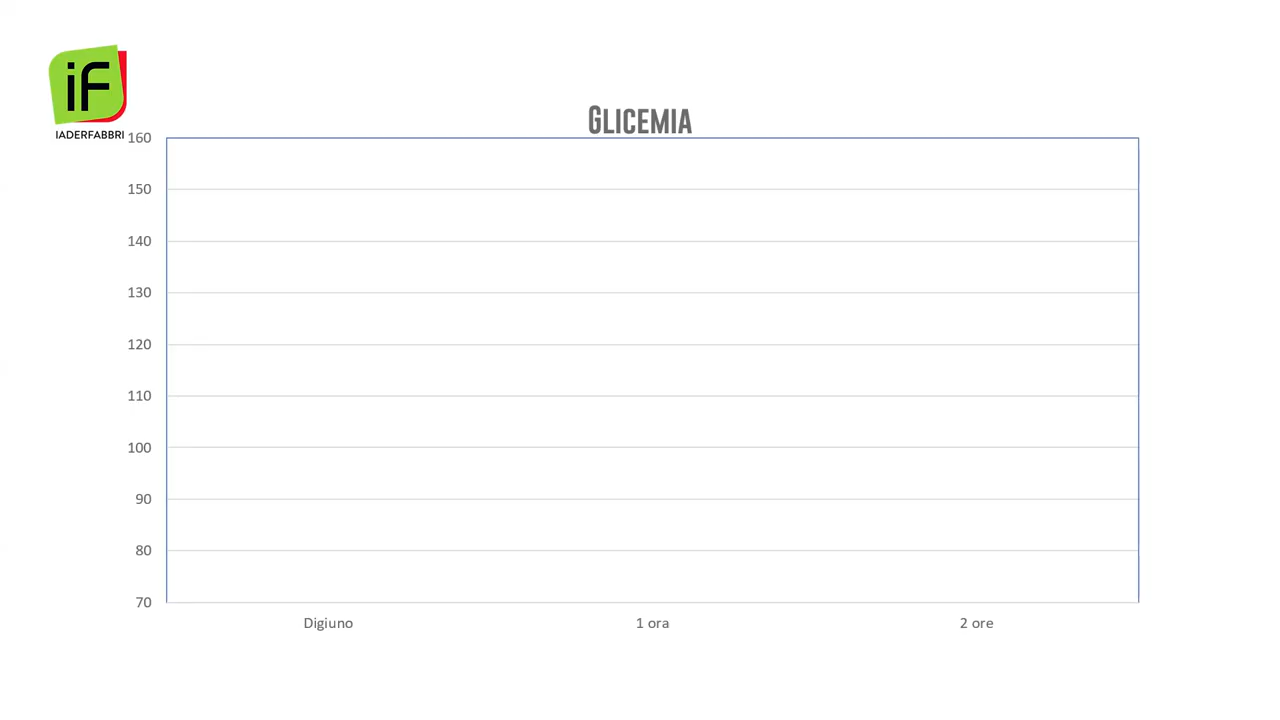 iF
IADERFABBRI
GLICEMIA
160
150
140
130
120
110
100
90
80
70
Digiuno
1 ora
2 ore